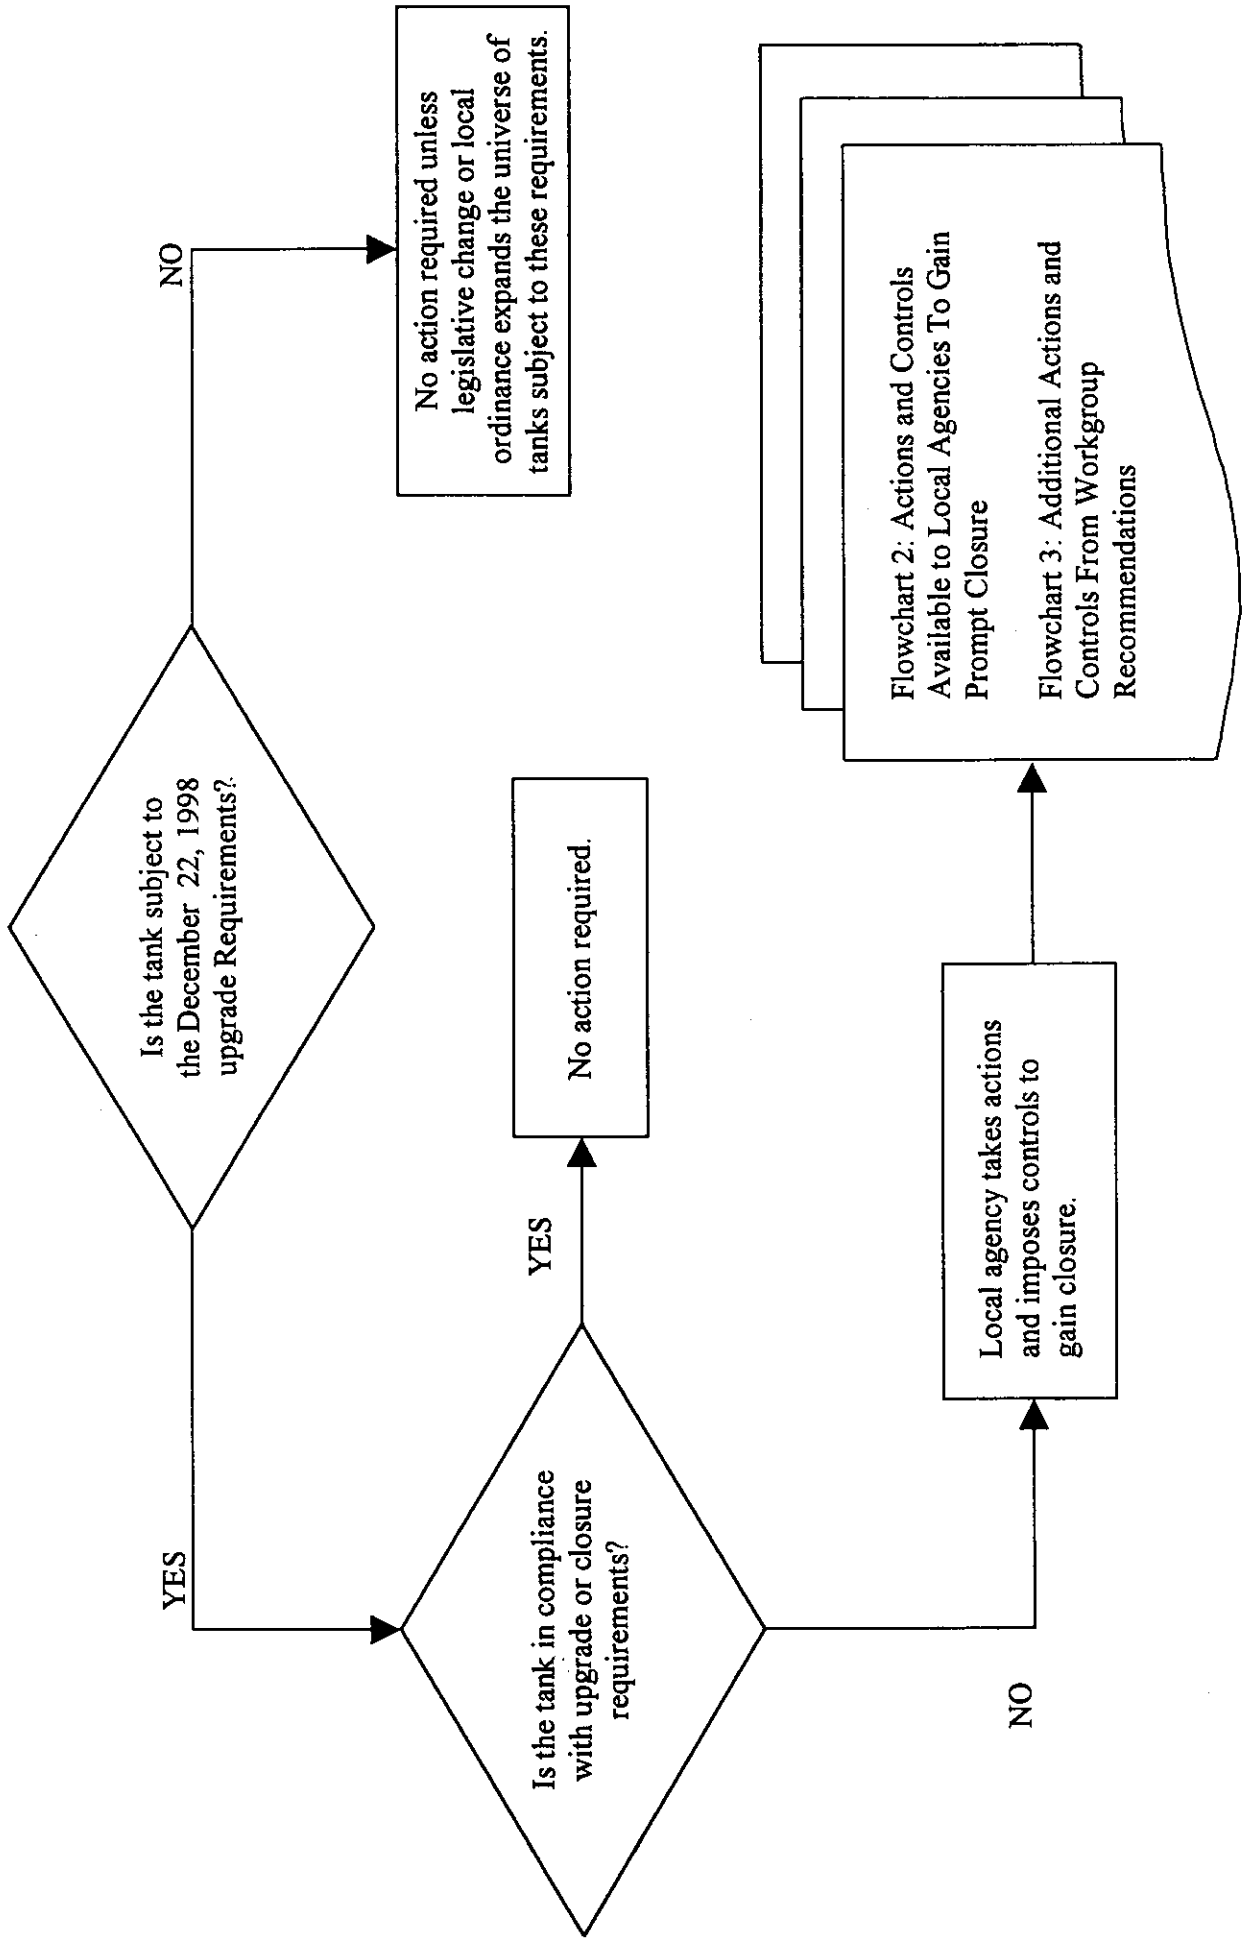 Is the tank subject to
the December 22, 1998
upgrade Requirements?
YES
NO
No action required unless
legislative change or local
ordinance expands the universe of
tanks subject to these requirements.
Is the tank in compliance
with upgrade or closure
requirements?
YES
No action required.
NO
Local agency takes actions
and imposes controls to
gain closure.
Flowchart 2: Actions and Controls
Available to Local Agencies To Gain
Prompt Closure
Flowchart 3: Additional Actions and
Controls From Workgroup
Recommendations